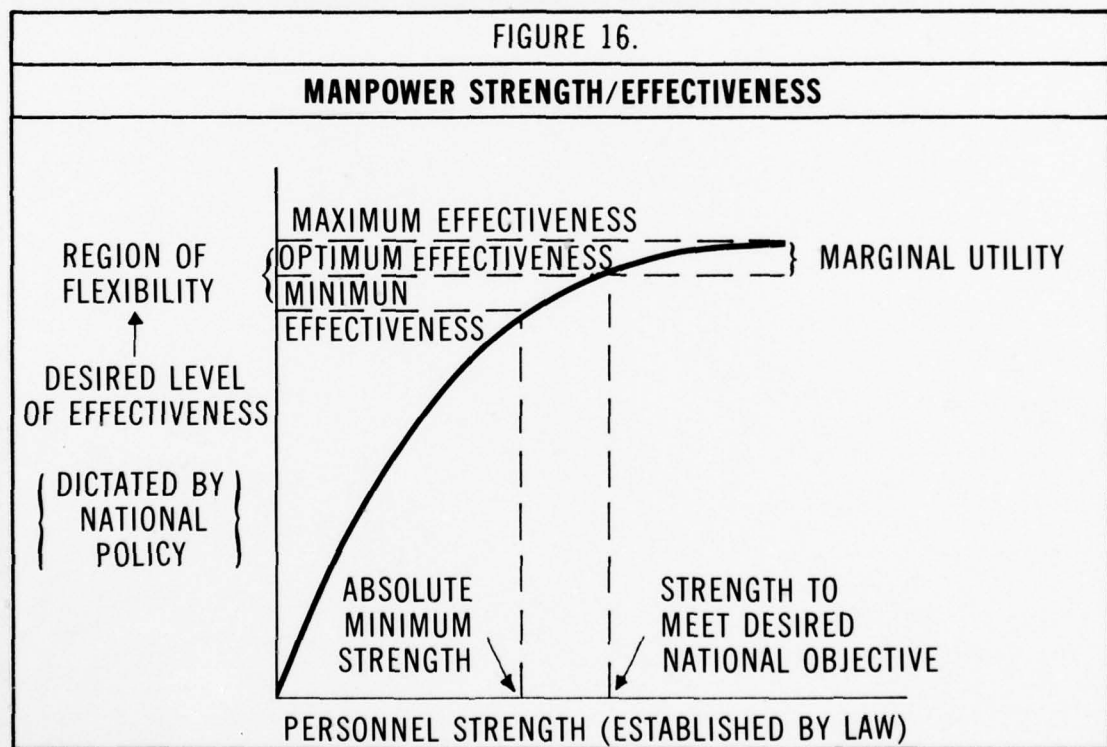 FIGURE 16.
MANPOWER STRENGTH/EFFECTIVENESS
MAXIMUM EFFECTIVENESS
OPTIMUM EFFECTIVENESS
MINIMUN
EFFECTIVENESS
REGION OF
FLEXIBILITY
DESIRED LEVEL
OF EFFECTIVENESS
DICTATED BY
NATIONAL
POLICY
MARGINAL UTILITY
ABSOLUTE
MINIMUM
STRENGTH
STRENGTH TO
MEET DESIRED
NATIONAL OBJECTIVE
PERSONNEL STRENGTH (ESTABLISHED BY LAW)